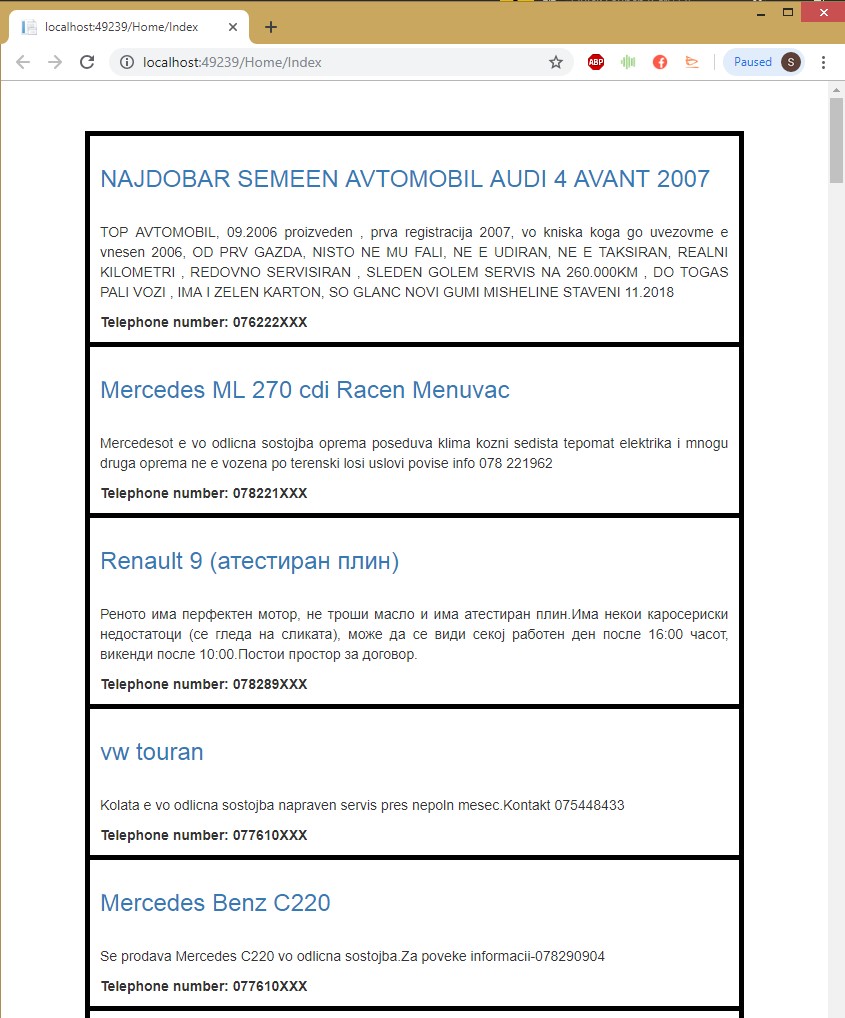 localhost:49239/Home/Index
localhost:49239/Home/Index
ABP
Paused
S
NAJDOBAR SEMEEN AVTOMOBIL AUDI 4 AVANT 2007
TOP AVTOMOBIL, 09.2006 proizveden , prva registracija 2007, vo kniska koga go uvezovme e
vnesen 2006, OD PRV GAZDA, NISTO NE MU FALI, NE E UDIRAN, NE E TAKSIRAN, REALNI
KILOMETRI , REDOVNO SERVISIRAN , SLEDEN GOLEM SERVIS NA 260.000KM , DO TOGAS
PALI VOZI , IMA I ZELEN KARTON, SO GLANC NOVI GUMI MISHELINE STAVENI 11.2018
Telephone number: 076222XXX
Mercedes ML 270 cdi Racen Menuvac
Mercedesot e vo odlicna sostojba oprema poseduva klima kozni sedista tepomat elektrika i mnogu
druga oprema ne e vozena po terenski losi uslovi povise info 078 221962
Telephone number: 078221XXX
Renault 9 (атестиран плин)
Реното има перфектен мотор, не троши масло и има атестиран плин.Има некои каросериски
недостатоци (се гледа на сликата), може да се види секој работен ден после 16:00 часот,
викенди после 10:00.Постои простор за договор.
Telephone number: 078289XXX
vw touran
Kolata e vo odlicna sostojba napraven servis pres nepoln mesec.Kontakt 075448433
Telephone number: 077610XXX
Mercedes Benz C220
Se prodava Mercedes C220 vo odlicna sostojba.Za poveke informacii-078290904
Telephone number: 077610XXX